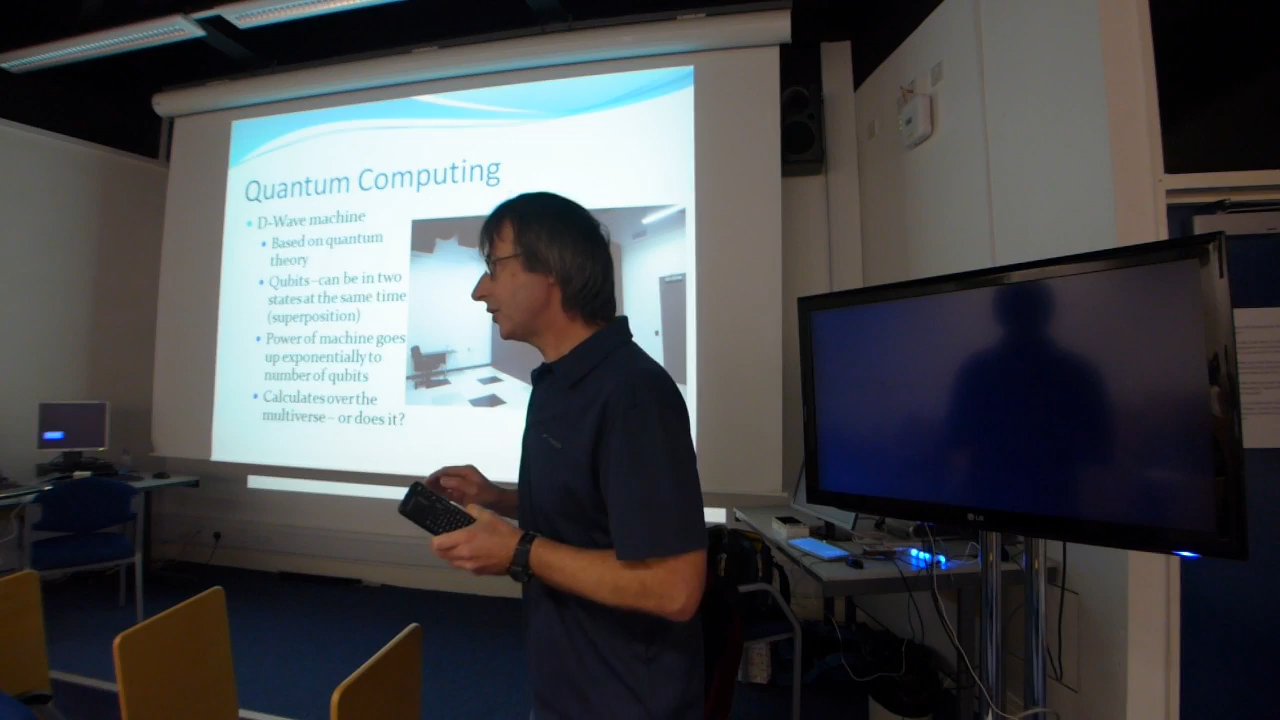 Quantum Computing
D-Wave machine
Based on quantum
theory
Qubits–can be in two
states at the same time
(superposition)
Power of machine goes
up exponentially to
number of qubits
Calculates over the
multiverse – or does it?
LG